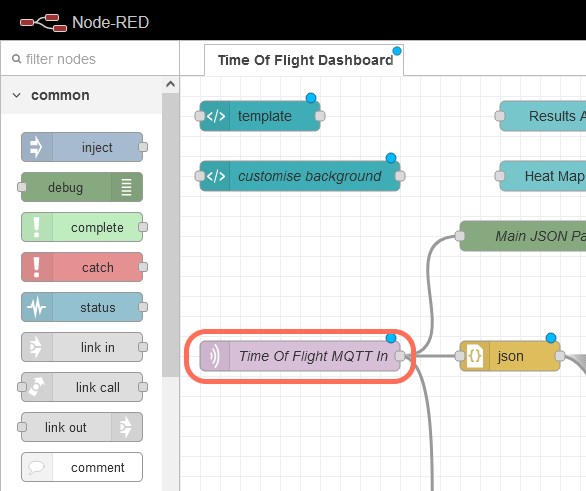 Node-RED
filter nodes
Time Of Flight Dashboard
common
inject
debug
complete
catch
status
link in
link call
link out
comment
</> template
Results A
</> customise background
Heat Map
Main JSON Pa
Time Of Flight MQTT In
{} json